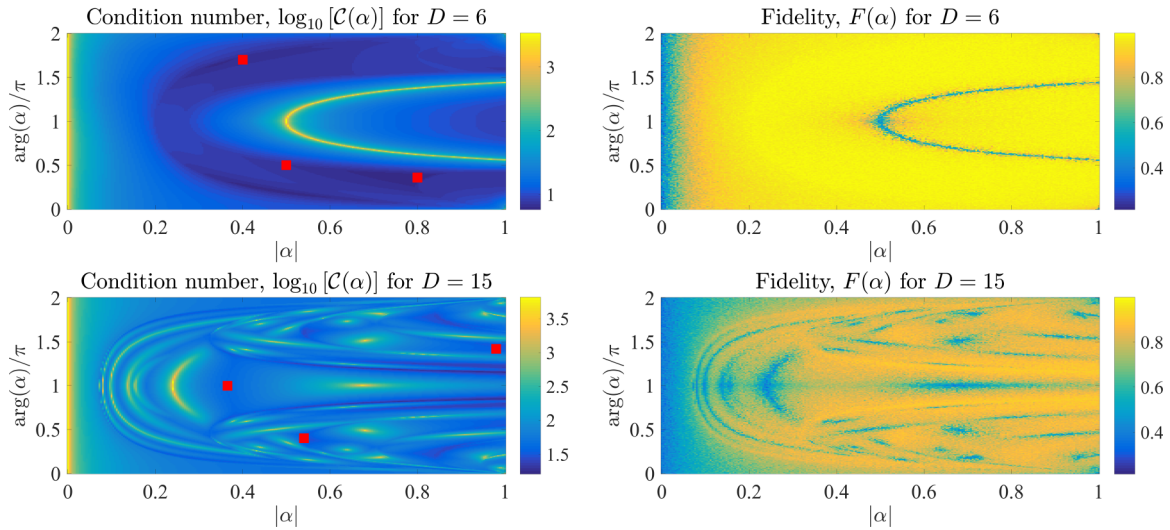 Condition number, log₁₀ [𝒞(α)] for D = 6
2
1.5
1
0.5
0
arg(α)/π
0 0.2 0.4 0.6 0.8 1
|α|
3
2
1
Fidelity, F(α) for D = 6
2
1.5
1
0.5
0
arg(α)/π
0 0.2 0.4 0.6 0.8 1
|α|
0.8
0.6
0.4
Condition number, log₁₀ [𝒞(α)] for D = 15
2
1.5
1
0.5
0
arg(α)/π
0 0.2 0.4 0.6 0.8 1
|α|
3.5
3.0
2.5
2.0
1.5
Fidelity, F(α) for D = 15
2
1.5
1
0.5
0
arg(α)/π
0 0.2 0.4 0.6 0.8 1
|α|
0.8
0.6
0.4